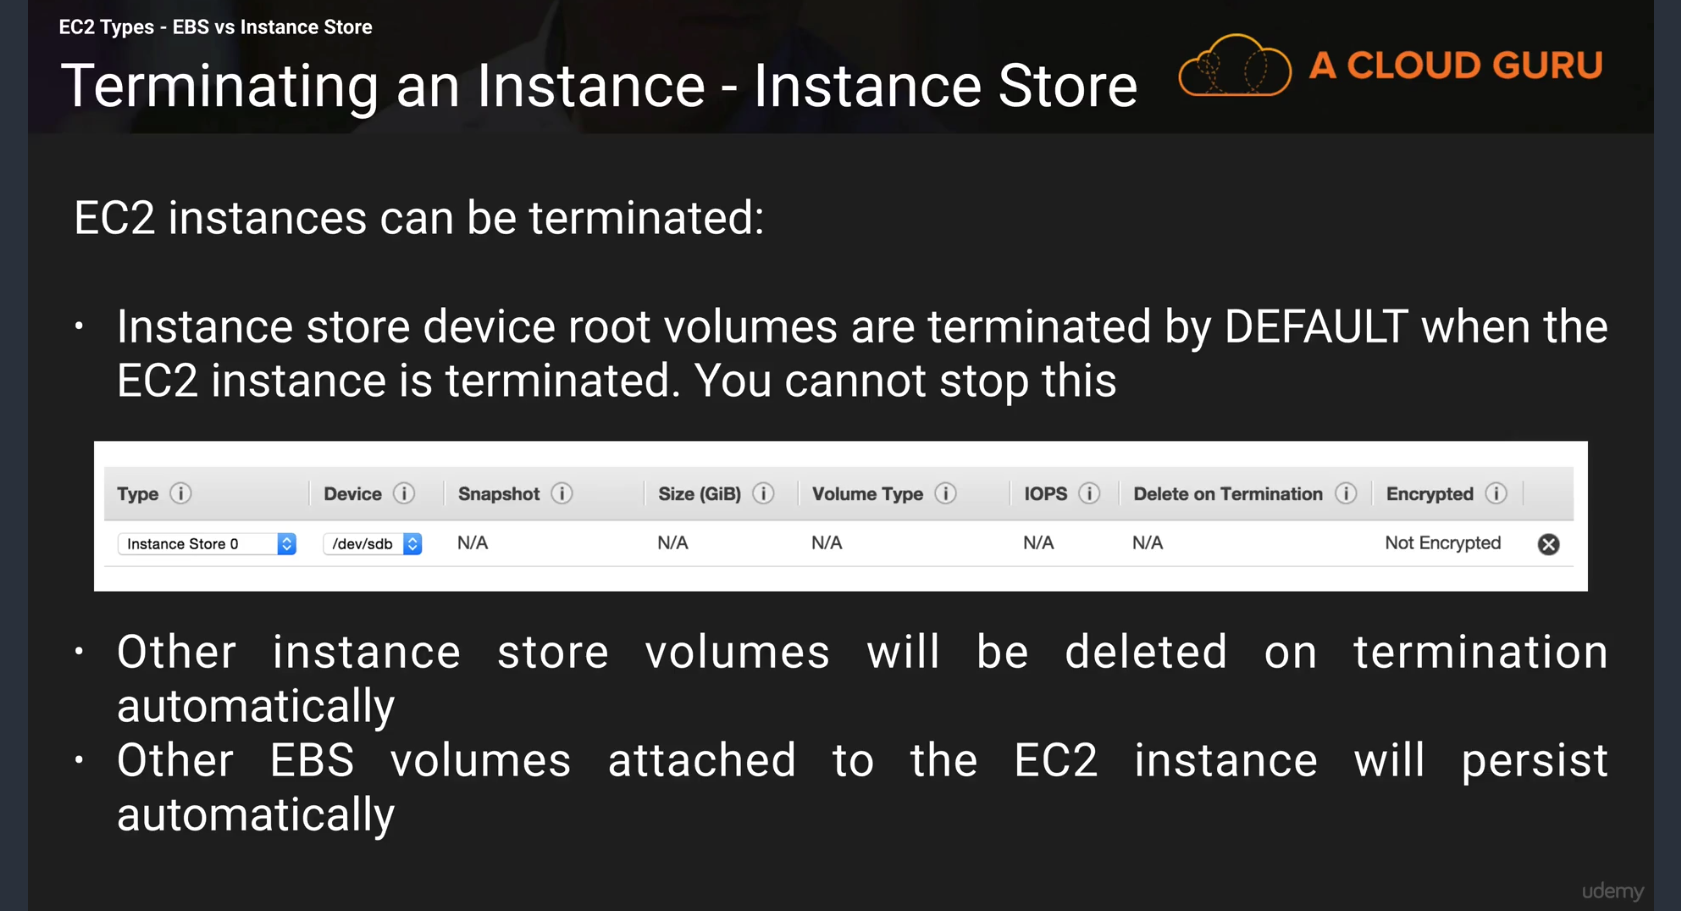 EC2 Types - EBS vs Instance Store
Terminating an Instance - Instance Store
A CLOUD GURU
EC2 instances can be terminated:
• Instance store device root volumes are terminated by DEFAULT when the
EC2 instance is terminated. You cannot stop this
Type i Device i Snapshot i Size (GiB) i Volume Type i IOPS i Delete on Termination i Encrypted i
Instance Store 0 /dev/sdb N/A N/A N/A N/A N/A Not Encrypted
• Other instance store volumes will be deleted on termination
automatically
• Other EBS volumes attached to the EC2 instance will persist
automatically
udemy